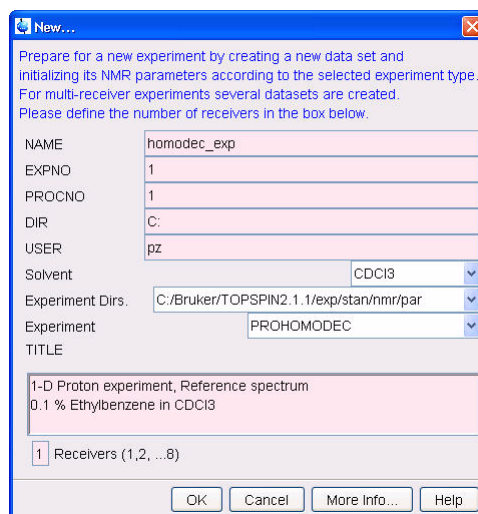 New...
Prepare for a new experiment by creating a new data set and
initializing its NMR parameters according to the selected experiment type.
For multi-receiver experiments several datasets are created.
Please define the number of receivers in the box below.
NAME homodec_exp
EXPNO 1
PROCNO 1
DIR C:
USER pz
Solvent CDCl3
Experiment Dirs. C:/Bruker/TOPSPIN2.1.1/exp/stan/nmr/par
Experiment PROHOMODEC
TITLE
1-D Proton experiment, Reference spectrum
0.1 % Ethylbenzene in CDCl3
1 Receivers (1,2, ...8)
OK Cancel More Info... Help